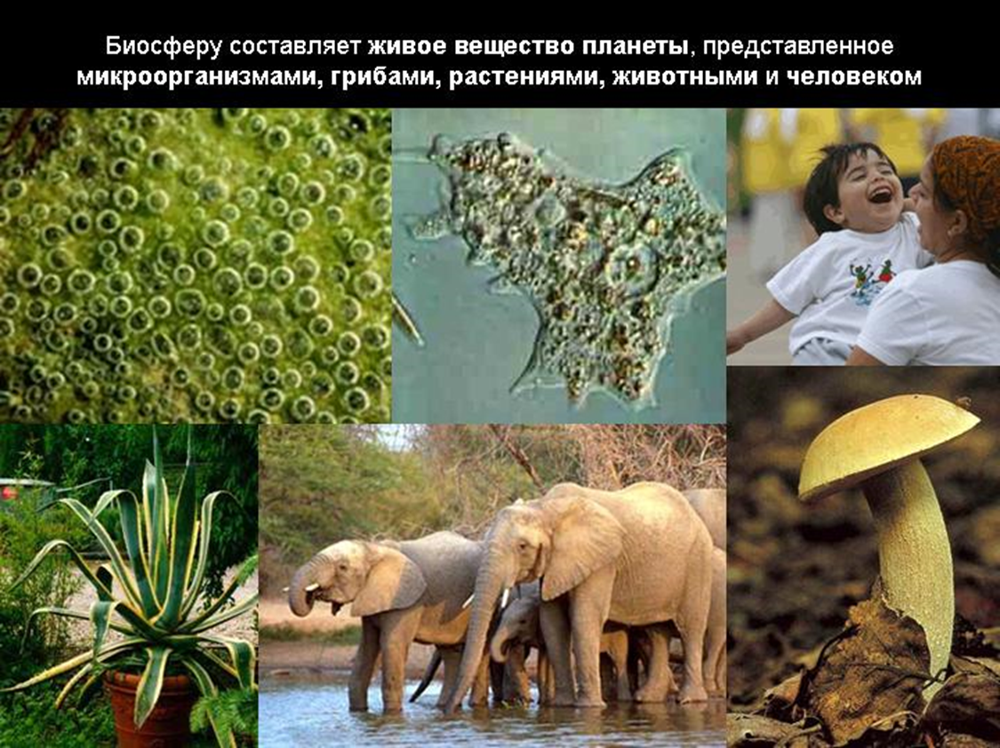 Биосферу составляет живое вещество планеты, представленное
микроорганизмами, грибами, растениями, животными и человеком